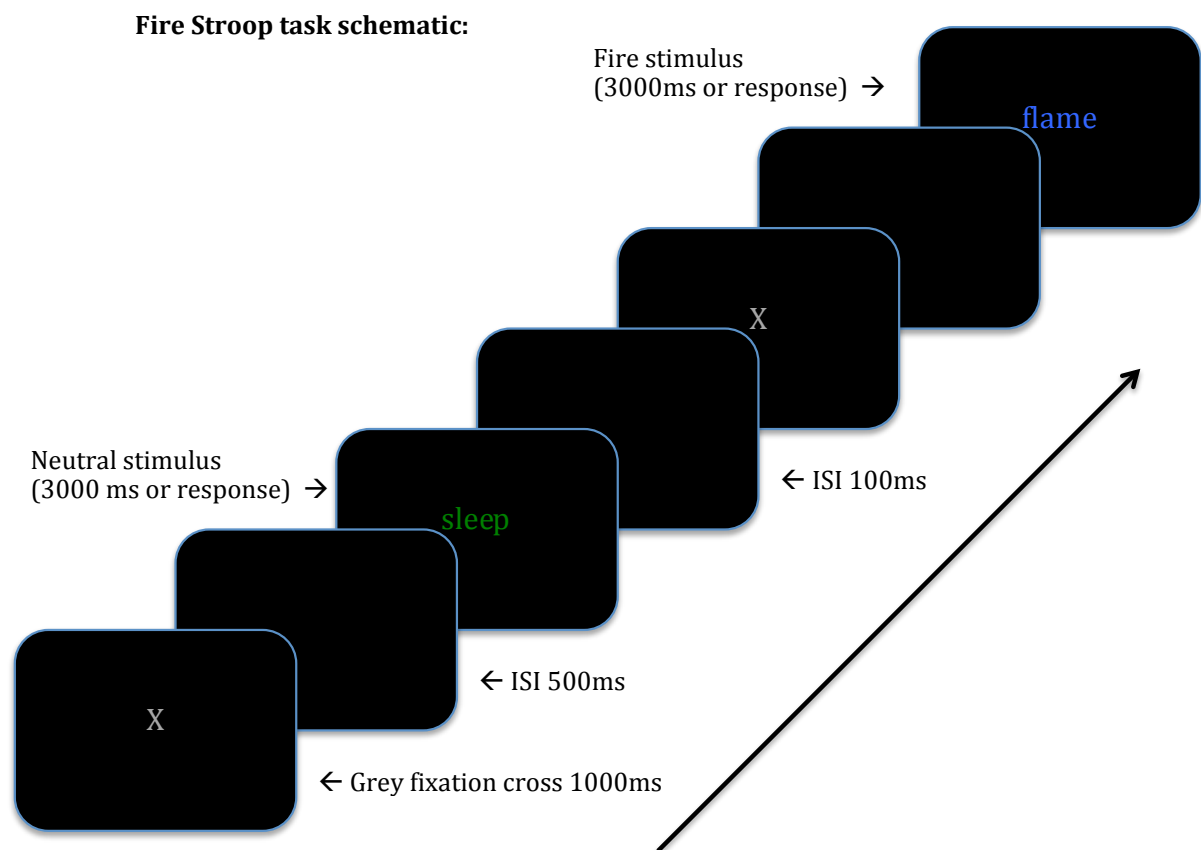 Fire Stroop task schematic:
Fire stimulus
(3000ms or response) →
flame
X
Neutral stimulus
(3000 ms or response) →
← ISI 100ms
sleep
← ISI 500ms
X
← Grey fixation cross 1000ms